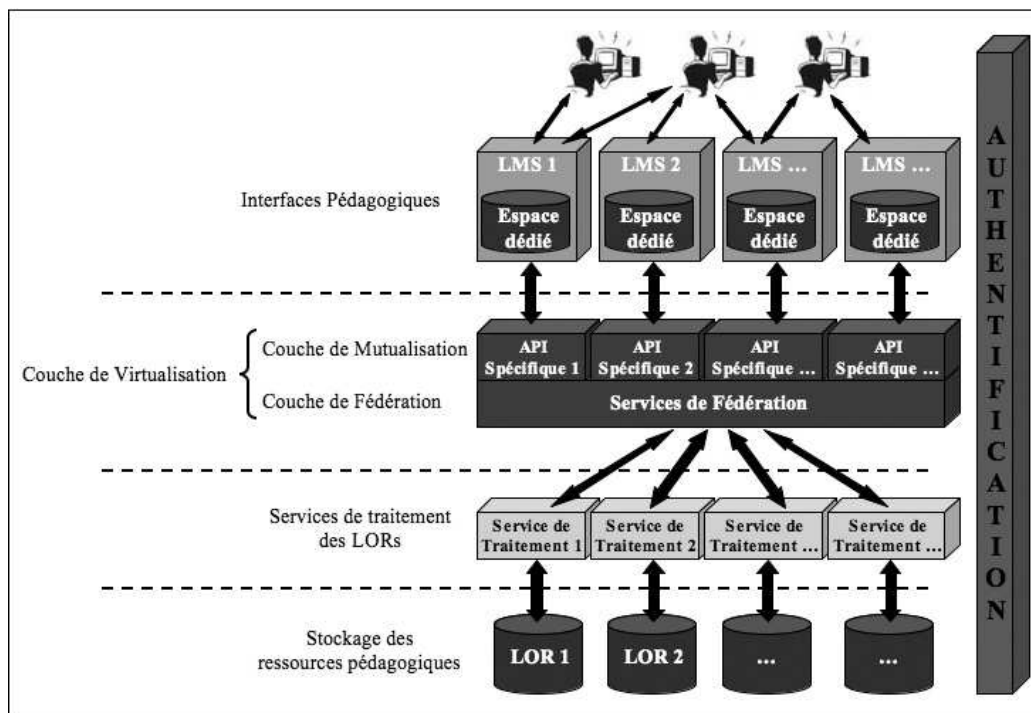 LMS 1
LMS 2
LMS ...
LMS ...
Interfaces Pédagogiques
Espace
dédié
Espace
dédié
Espace
dédié
Espace
dédié
Couche de Virtualisation
Couche de Mutualisation
Couche de Fédération
API
Spécifique 1
API
Spécifique 2
API
Spécifique ...
API
Spécifique ...
Services de Fédération
Services de traitement
des LORs
Service de
Traitement 1
Service de
Traitement 2
Service de
Traitement ...
Service de
Traitement ...
Stockage des
ressources pédagogiques
LOR 1
LOR 2
...
...
AUTHENTIFICATION